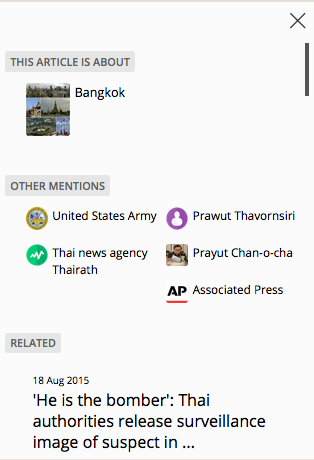 THIS ARTICLE IS ABOUT
Bangkok
OTHER MENTIONS
United States Army
Prawut Thavornsiri
Thai news agency
Thairath
Prayut Chan-o-cha
AP
Associated Press
RELATED
18 Aug 2015
'He is the bomber': Thai
authorities release surveillance
image of suspect in ...